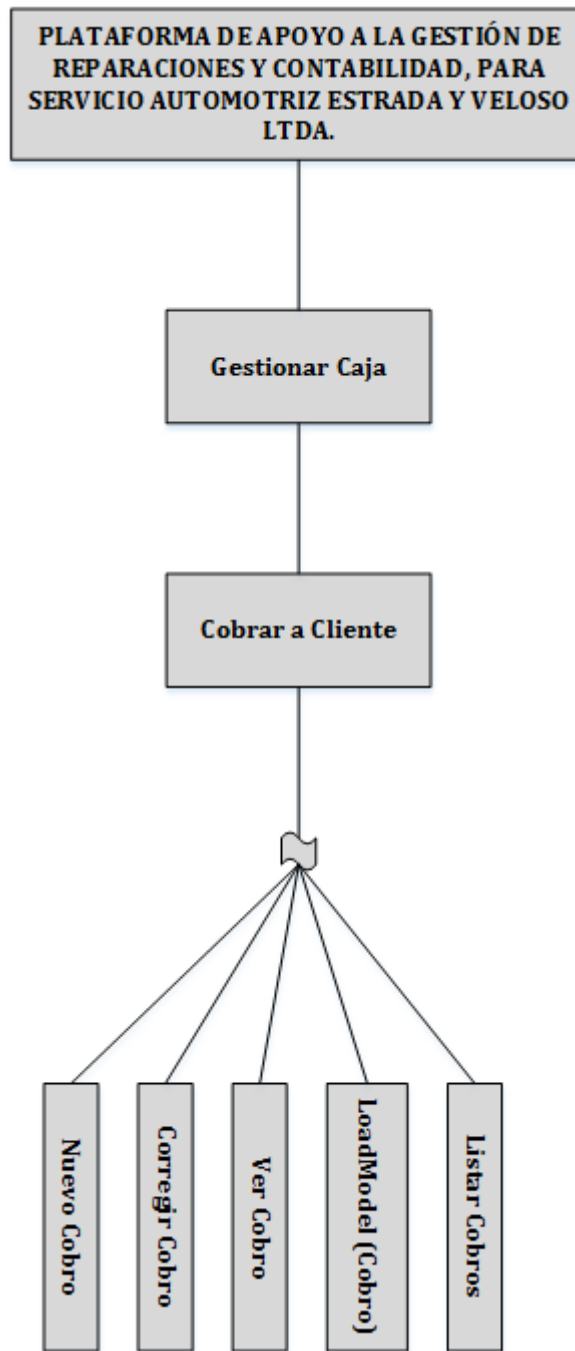 PLATAFORMA DE APOYO A LA GESTIÓN DE
REPARACIONES Y CONTABILIDAD, PARA
SERVICIO AUTOMOTRIZ ESTRADA Y VELOSO
LTDA.
Gestionar Caja
Cobrar a Cliente
Nuevo Cobro
Corregir Cobro
Ver Cobro
LoadModel (Cobro)
Listar Cobros